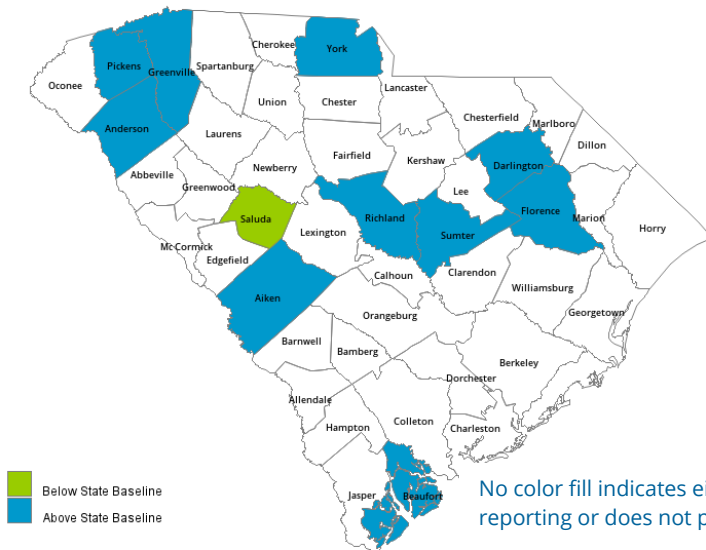 Cherokee
York
Pickens
Greenville
Spartanburg
Oconee
Union
Chester
Lancaster
Chesterfield
Marlboro
Anderson
Laurens
Dillon
Darlington
Fairfield
Kershaw
Newberry
Abbeville
Lee
Greenwood
Florence
Marion
Saluda
Richland
Horry
Lexington
Sumter
Mc Cormick
Edgefield
Calhoun
Clarendon
Williamsburg
Aiken
Georgetown
Orangeburg
Barnwell
Bamberg
Berkeley
Dorchester
Allendale
Colleton
Hampton
Charleston
Jasper
Beaufort
Below State Baseline
Above State Baseline
No color fill indicates
reporting or does not